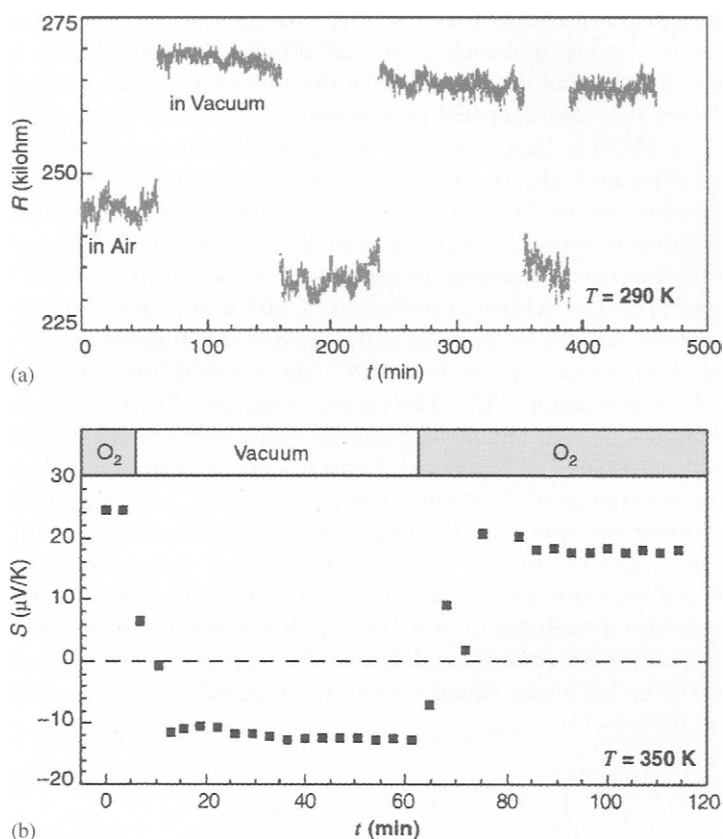 275
250
225
R (kilohm)
in Vacuum
in Air
T = 290 K
0 100 200 300 400 500
t (min)
(a)
O2 Vacuum O2
30
20
10
0
−10
−20
S (μV/K)
T = 350 K
0 20 40 60 80 100 120
t (min)
(b)